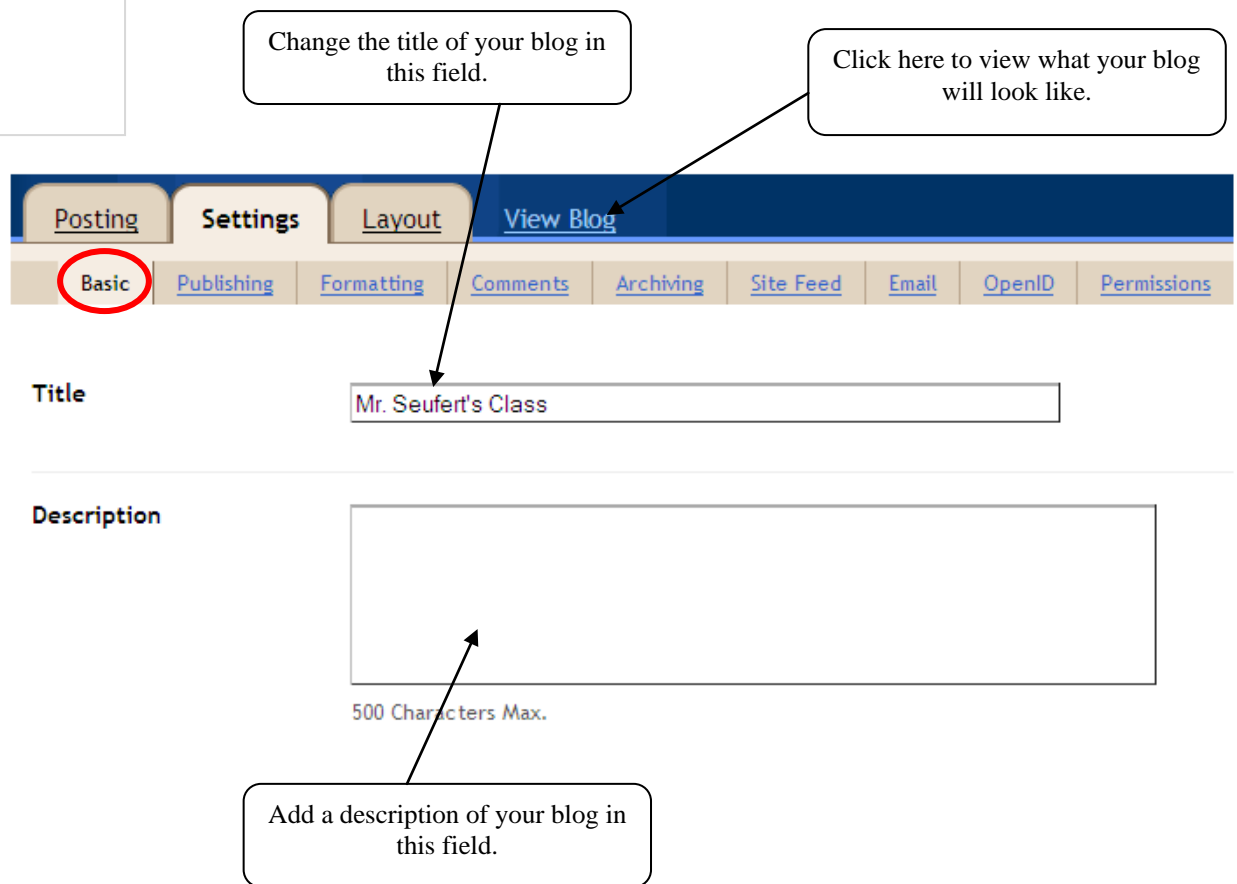 Change the title of your blog in
this field.
Click here to view what your blog
will look like.
Posting Settings Layout View Blog
Basic Publishing Formatting Comments Archiving Site Feed Email OpenID Permissions
Title
Mr. Seufert's Class
Description
500 Characters Max.
Add a description of your blog in
this field.